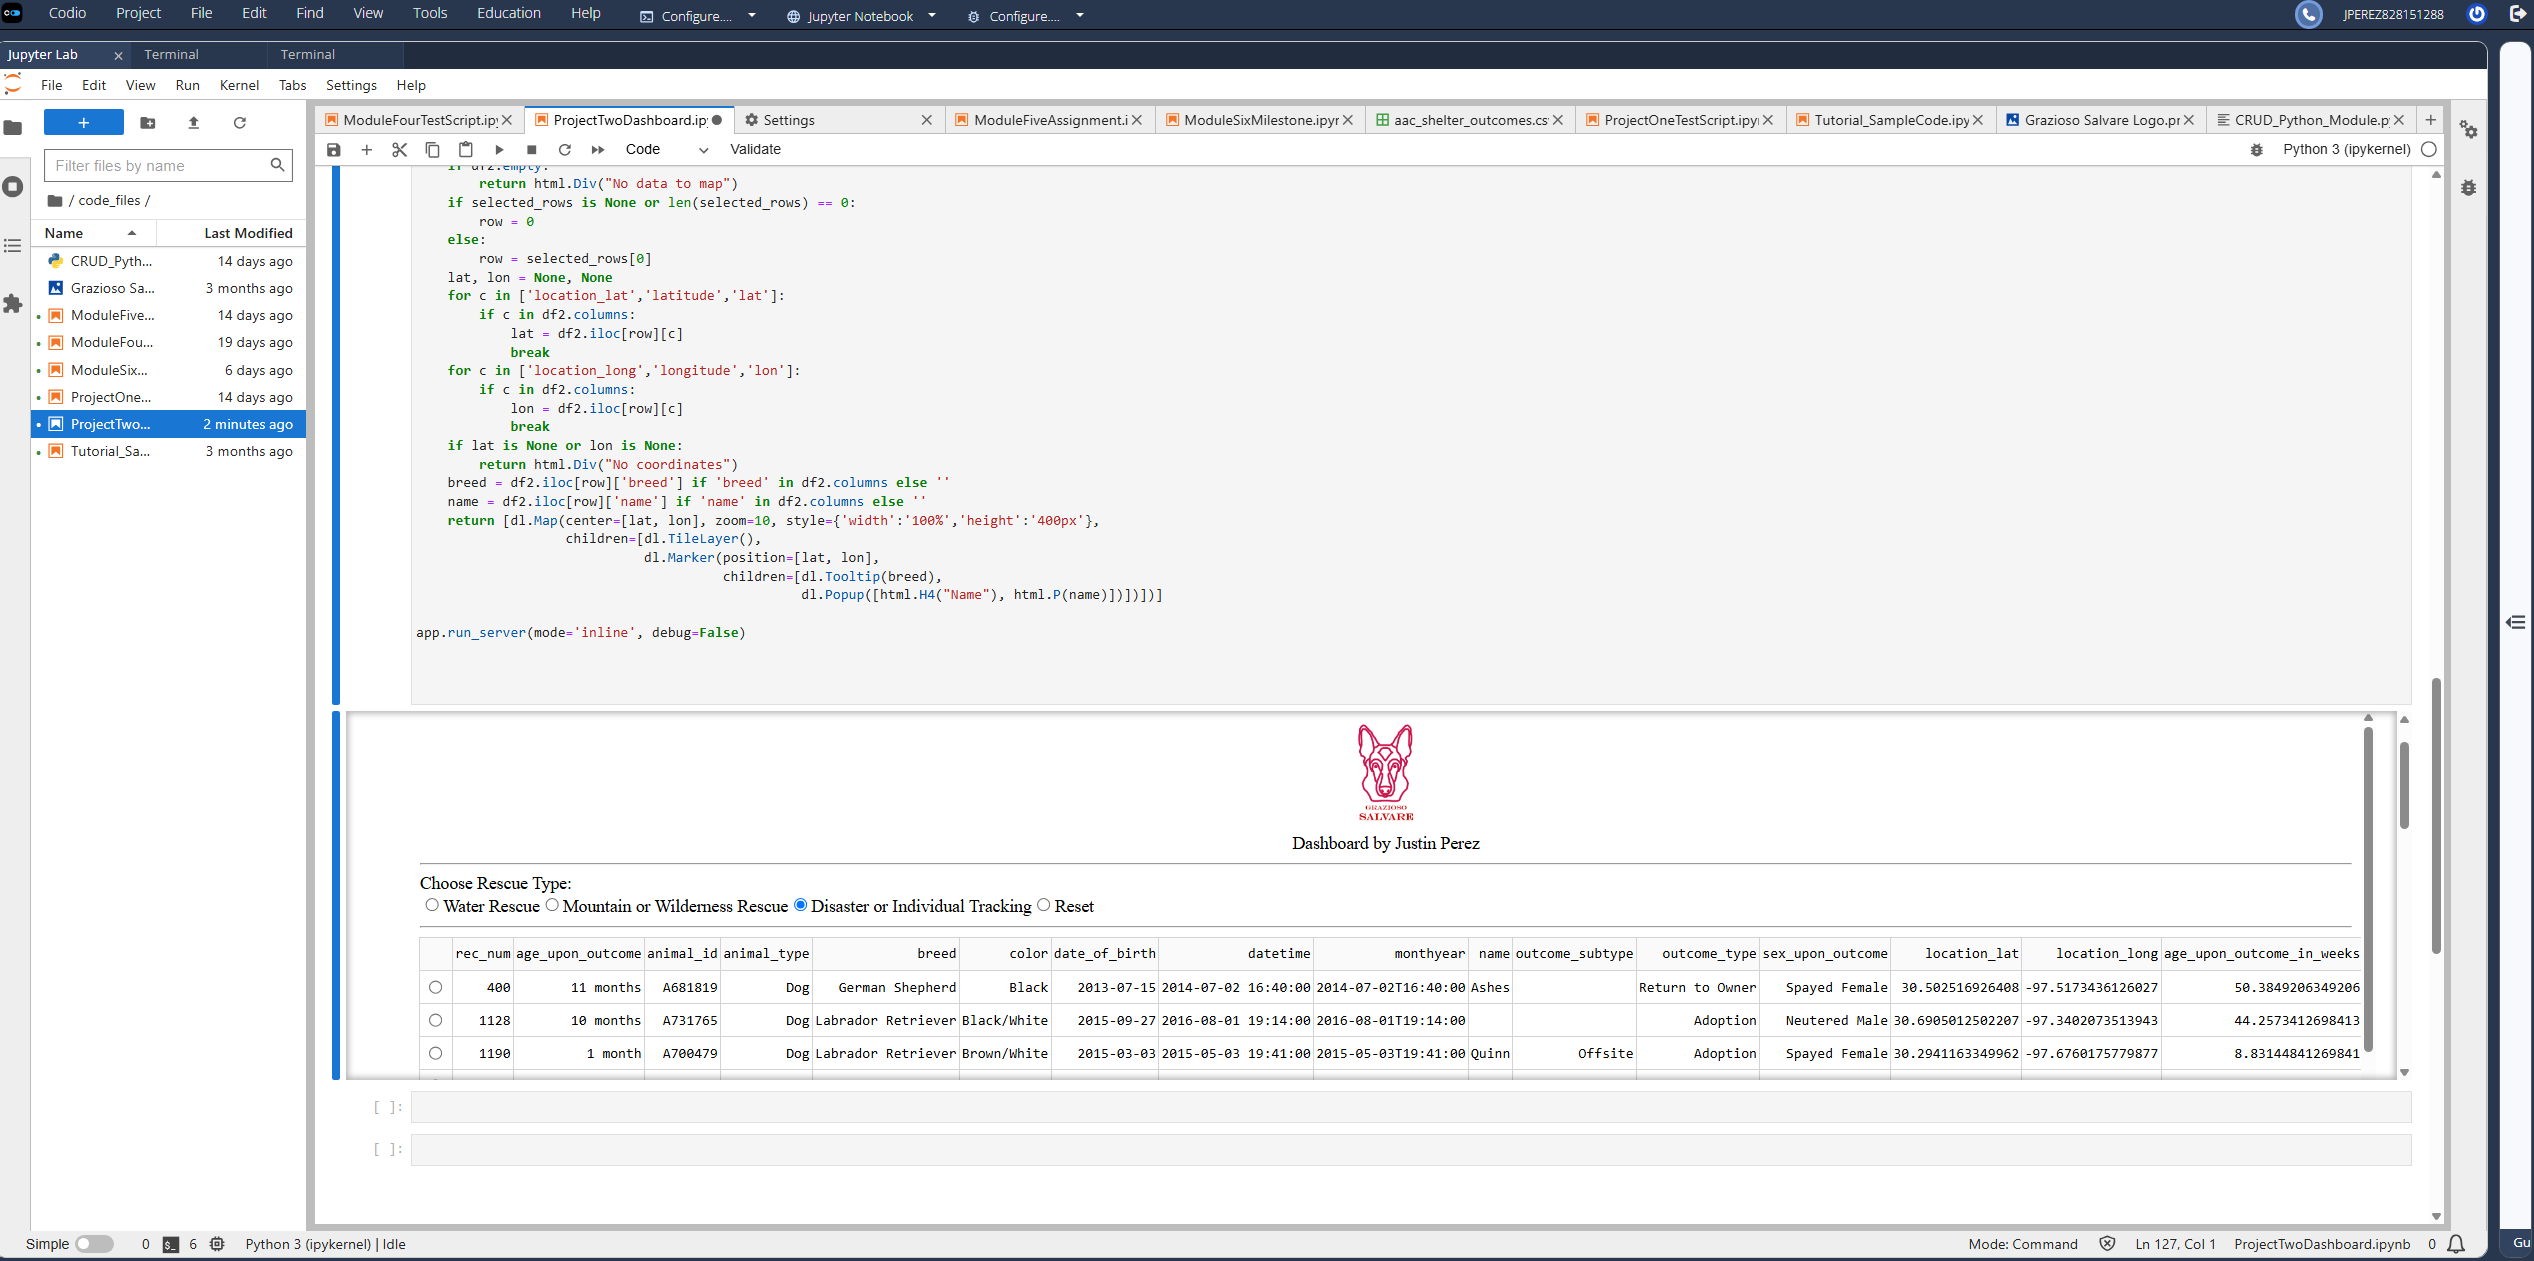 Codio Project File Edit Find View Tools Education Help Configure.... Jupyter Notebook Configure.... JPEREZ828151288
Jupyter Lab Terminal Terminal
File Edit View Run Kernel Tabs Settings Help
ModuleFourTestScript.ipy ProjectTwoDashboard.ip Settings ModuleFiveAssignment.i ModuleSixMilestone.ipyr aac_shelter_outcomes.cs ProjectOneTestScript.ipyr Tutorial_SampleCode.ipy Grazioso Salvare Logo.pr CRUD_Python_Module.p
Code Validate Python 3 (ipykernel)
Filter files by name
/ code_files /
Name Last Modified
CRUD_Pyth... 14 days ago
Grazioso Sa... 3 months ago
ModuleFive... 14 days ago
ModuleFou... 19 days ago
ModuleSix... 6 days ago
ProjectOne... 14 days ago
ProjectTwo... 2 minutes ago
Tutorial_Sa... 3 months ago
if df2.empty:
return html.Div("No data to map")
if selected_rows is None or len(selected_rows) == 0:
row = 0
else:
row = selected_rows[0]
lat, lon = None, None
for c in ['location_lat','latitude','lat']:
if c in df2.columns:
lat = df2.iloc[row][c]
break
for c in ['location_long','longitude','lon']:
if c in df2.columns:
lon = df2.iloc[row][c]
break
if lat is None or lon is None:
return html.Div("No coordinates")
breed = df2.iloc[row]['breed'] if 'breed' in df2.columns else ''
name = df2.iloc[row]['name'] if 'name' in df2.columns else ''
return [dl.Map(center=[lat, lon], zoom=10, style={'width':'100%','height':'400px'},
children=[dl.TileLayer(),
dl.Marker(position=[lat, lon],
children=[dl.Tooltip(breed),
dl.Popup([html.H4("Name"), html.P(name)])])])]
app.run_server(mode='inline', debug=False)
GRAZIOSO
SALVARE
Dashboard by Justin Perez
Choose Rescue Type:
Water Rescue Mountain or Wilderness Rescue Disaster or Individual Tracking Reset
rec_num age_upon_outcome animal_id animal_type breed color date_of_birth datetime monthyear name outcome_subtype outcome_type sex_upon_outcome location_lat location_long age_upon_outcome_in_weeks
400 11 months A681819 Dog German Shepherd Black 2013-07-15 2014-07-02 16:40:00 2014-07-02T16:40:00 Ashes Return to Owner Spayed Female 30.502516926408 -97.5173436126027 50.3849206349206
1128 10 months A731765 Dog Labrador Retriever Black/White 2015-09-27 2016-08-01 19:14:00 2016-08-01T19:14:00 Adoption Neutered Male 30.6905012502207 -97.3402073513943 44.2573412698413
1190 1 month A700479 Dog Labrador Retriever Brown/White 2015-03-03 2015-05-03 19:41:00 2015-05-03T19:41:00 Quinn Offsite Adoption Spayed Female 30.2941163349962 -97.6760175779877 8.83144841269841
[ ]:
[ ]:
Simple 0 $_ 6 Python 3 (ipykernel) | Idle Mode: Command Ln 127, Col 1 ProjectTwoDashboard.ipynb 0 Gu